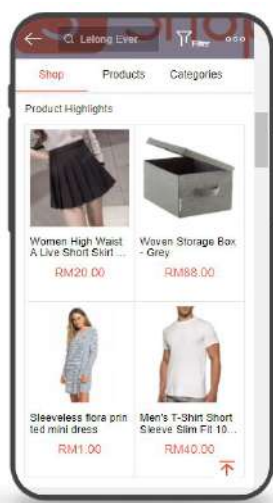 Lelong Ever
Filter
Shop Products Categories
Product Highlights
Women High Waist
A Live Short Skirt ...
RM20.00
Woven Storage Box
- Grey
RM88.00
Sleeveless flora prin
ted mini dress
RM1.00
Men's T-Shirt Short
Sleeve Slim Fit 10...
RM40.00